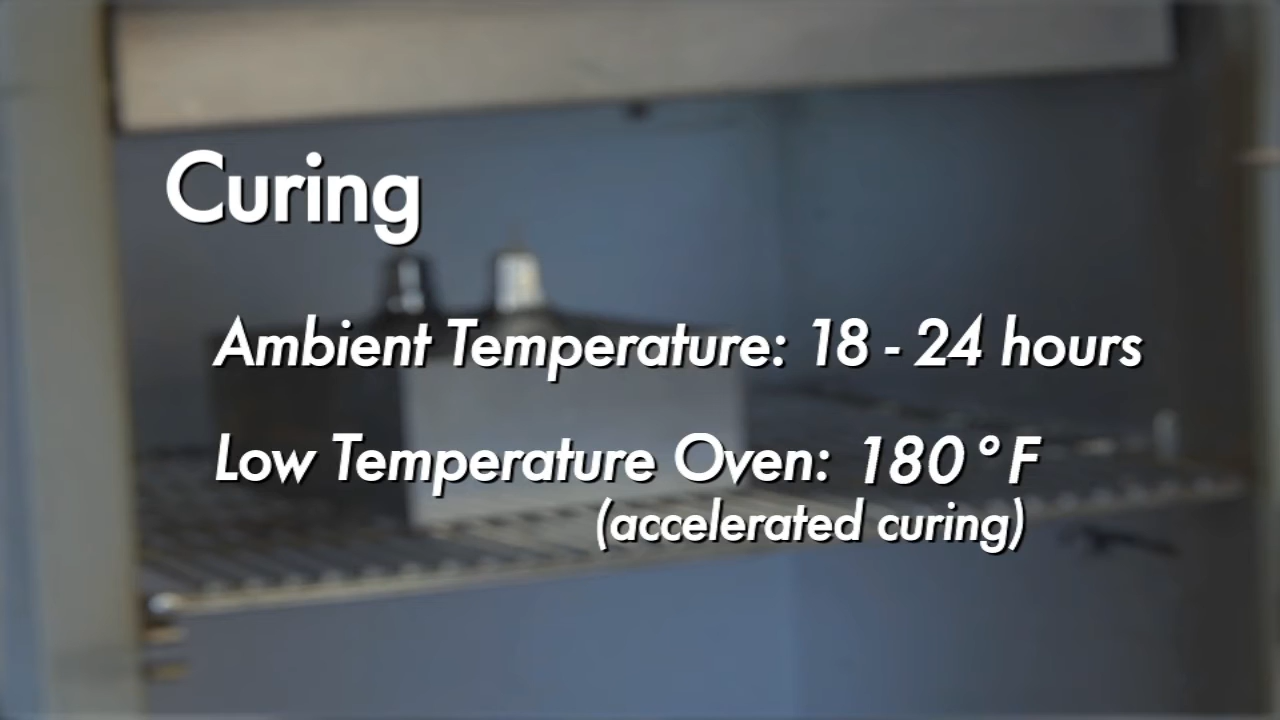 Curing
Ambient Temperature: 18 - 24 hours
Low Temperature Oven: 180° F
(accelerated curing)